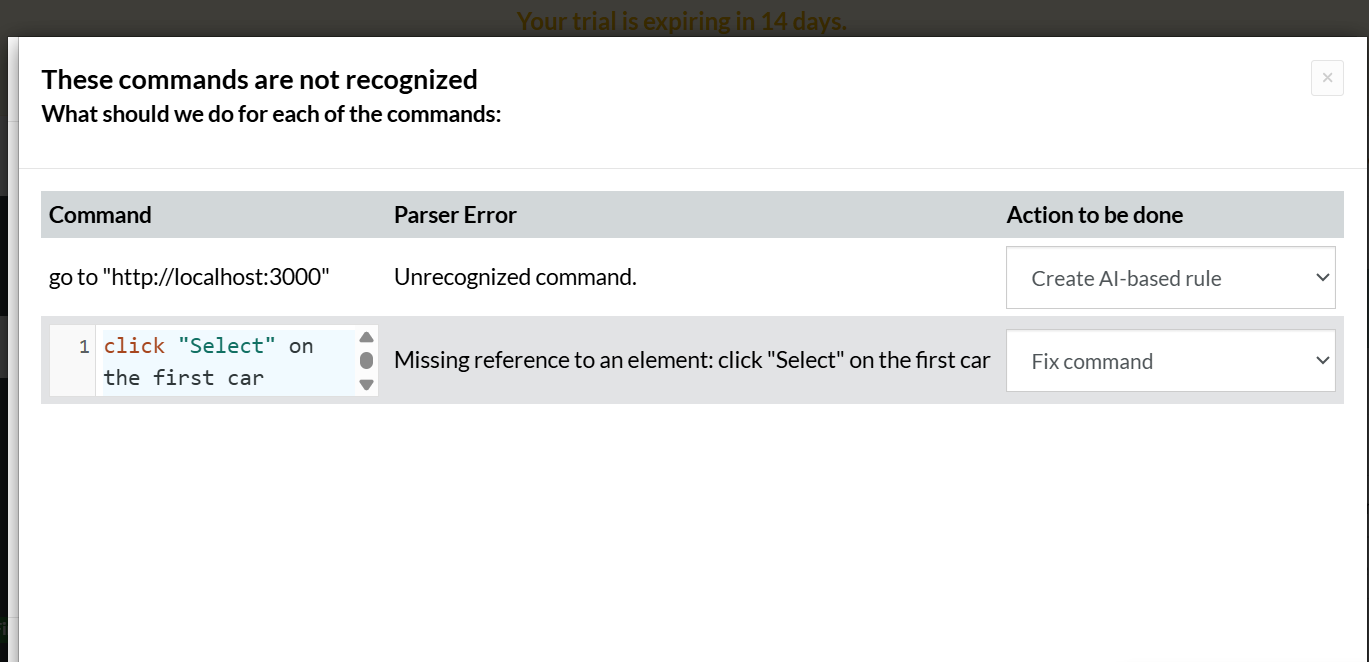 Your trial is expiring in 14 days.
These commands are not recognized
×
What should we do for each of the commands:
Command Parser Error Action to be done
go to "http://localhost:3000" Unrecognized command. Create AI-based rule
1 click "Select" on
the first car
Missing reference to an element: click "Select" on the first car Fix command